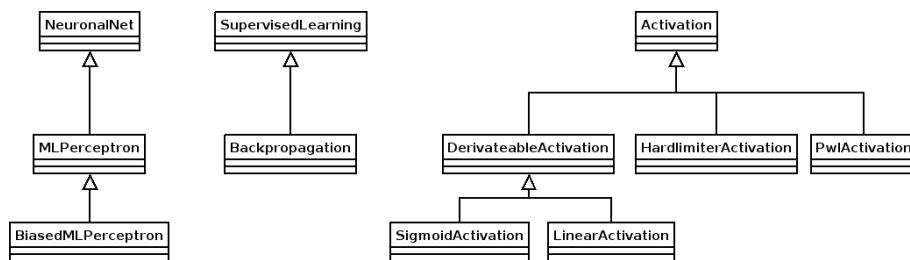 NeuronalNet
SupervisedLearning
Activation
MLPerceptron
Backpropagation
DerivateableActivation
HardlimiterActivation
PwlActivation
BiasedMLPerceptron
SigmoidActivation
LinearActivation